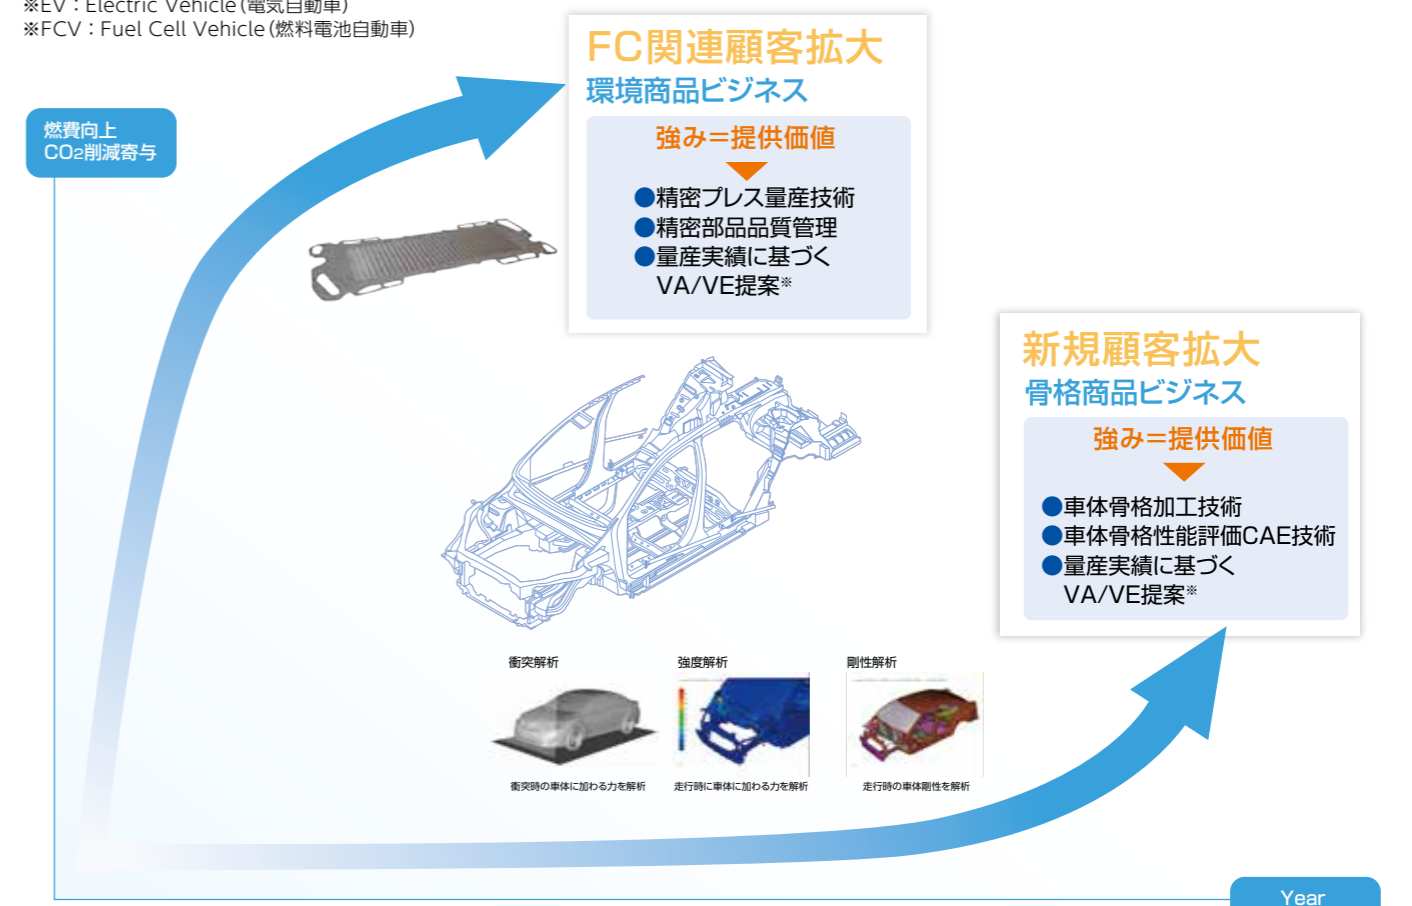 ※EV：Electric Vehicle(電気自動車)
※FCV：Fuel Cell Vehicle(燃料電池自動車)
燃費向上
CO2削減寄与
FC関連顧客拡大
環境商品ビジネス
強み＝提供価値
●精密プレス量産技術
●精密部品品質管理
●量産実績に基づく
VA/VE提案※
新規顧客拡大
骨格商品ビジネス
強み＝提供価値
●車体骨格加工技術
●車体骨格性能評価CAE技術
●量産実績に基づく
VA/VE提案※
衝突解析
強度解析
剛性解析
衝突時の車体に加わる力を解析
走行時に車体に加わる力を解析
走行時の車体剛性を解析
Year